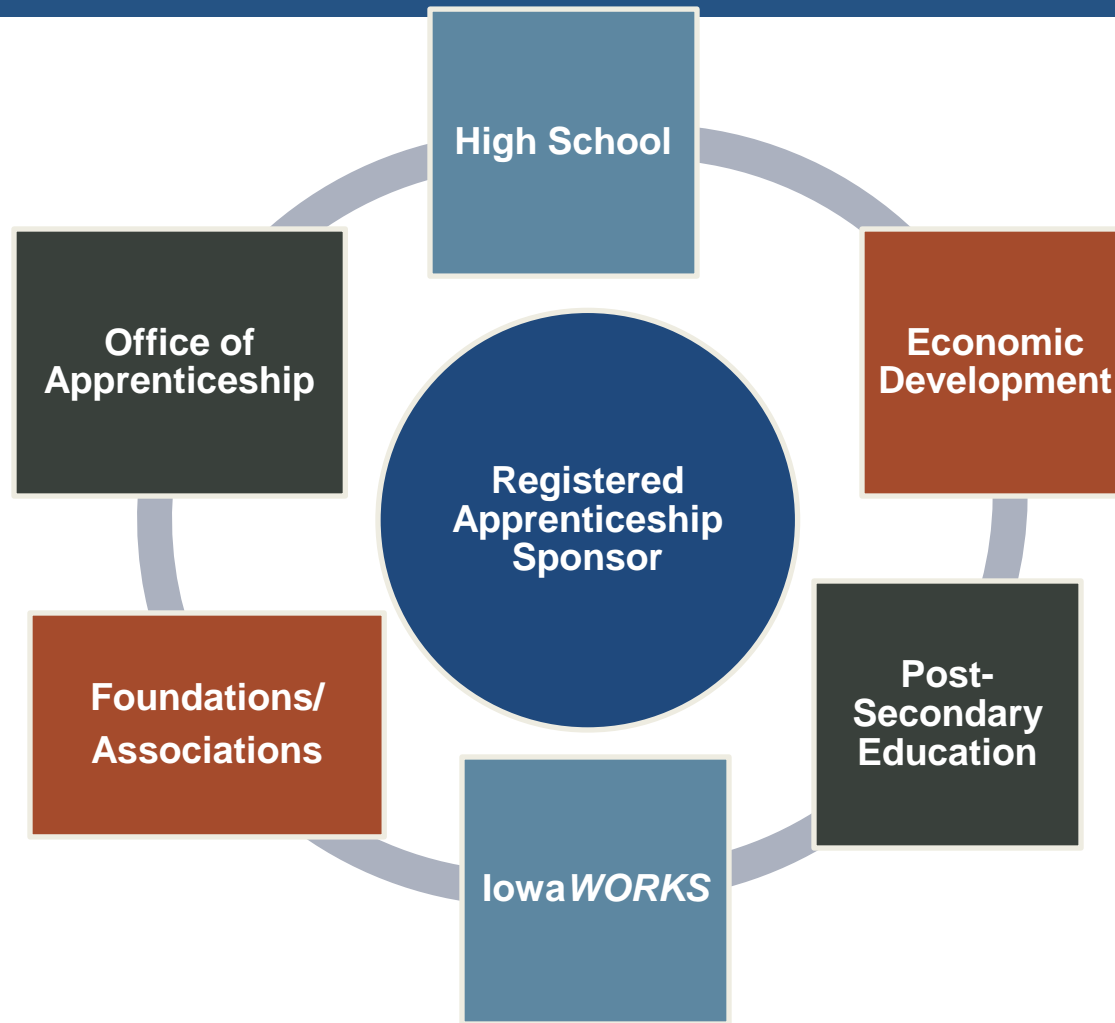 High School
Office of
Apprenticeship
Economic
Development
Registered
Apprenticeship
Sponsor
Foundations/
Associations
Post-
Secondary
Education
IowaWORKS